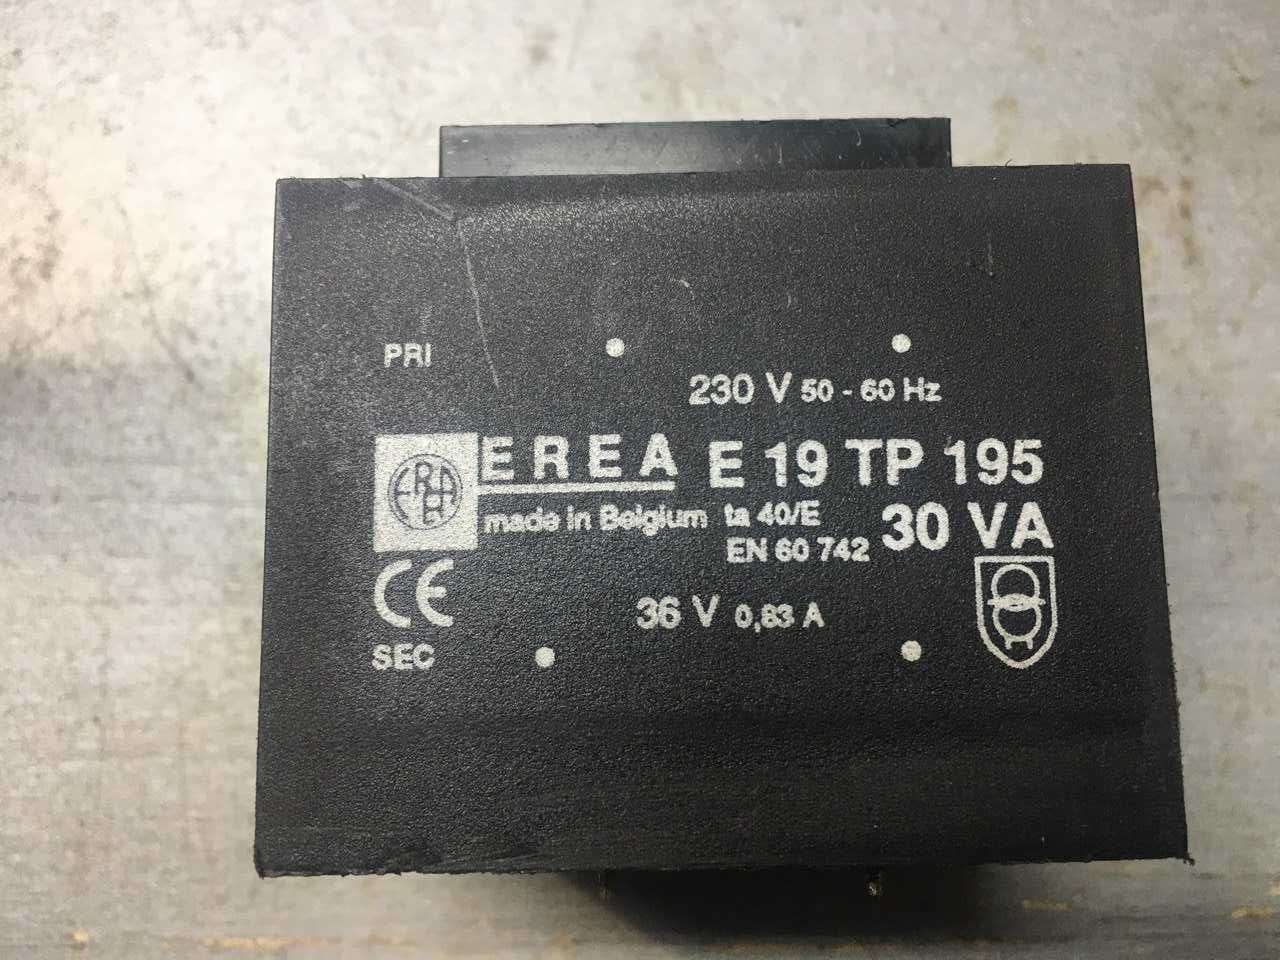 PRI
230 V 50 - 60 Hz
EREA E 19 TP 195
made in Belgium ta 40/E 30 VA
EN 60 742
CE
36 V 0,83 A
SEC